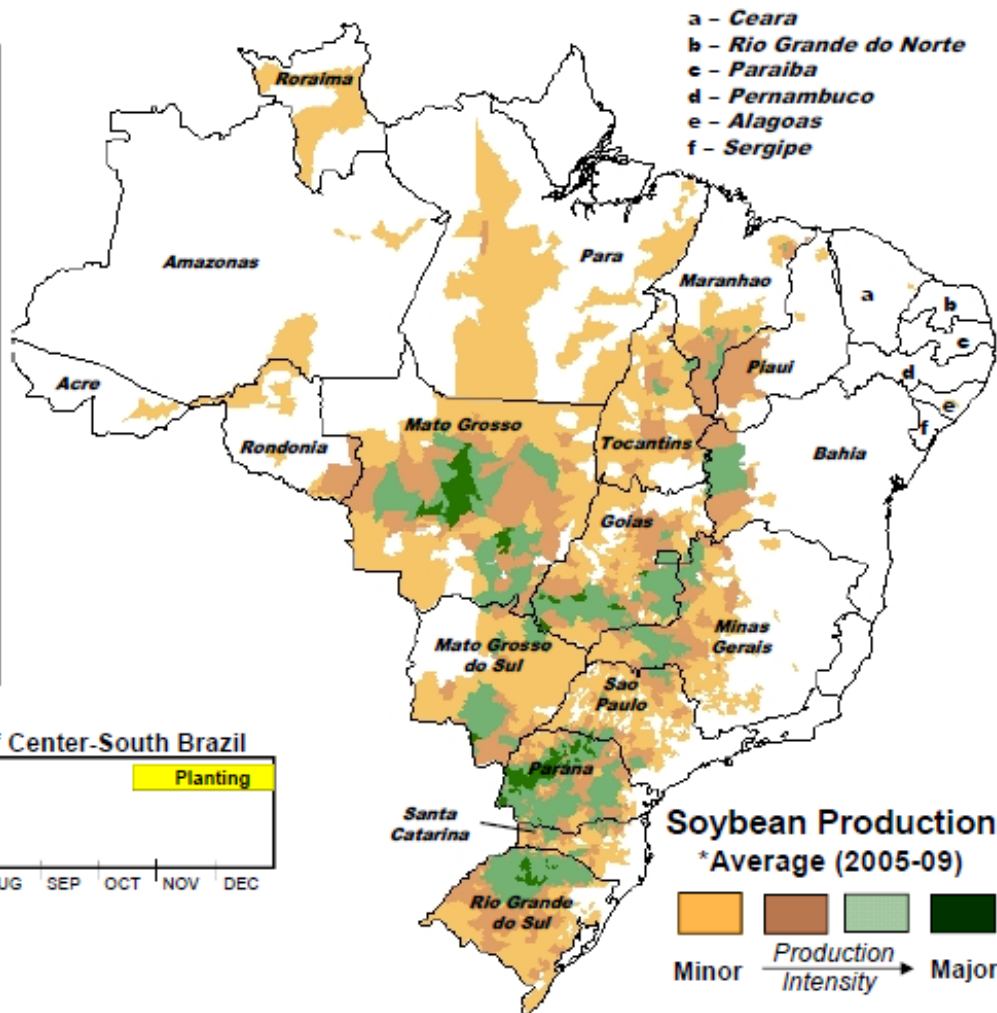 a – Ceara
b – Rio Grande do Norte
c – Paraiba
d – Pernambuco
e – Alagoas
f – Sergipe
Roraima
Amazonas
Para
Maranhao
a
b
c
Piaui
d
Acre
e
Mato Grosso
f
Rondonia
Tocantins
Bahia
Goias
Minas
Gerais
Mato Grosso
do Sul
Sao
Paulo
Center-South Brazil
Planting
Parana
Santa
Catarina
SEP OCT NOV DEC
Rio Grande
do Sul
Soybean Production
*Average (2005-09)
Minor Production Major
Intensity